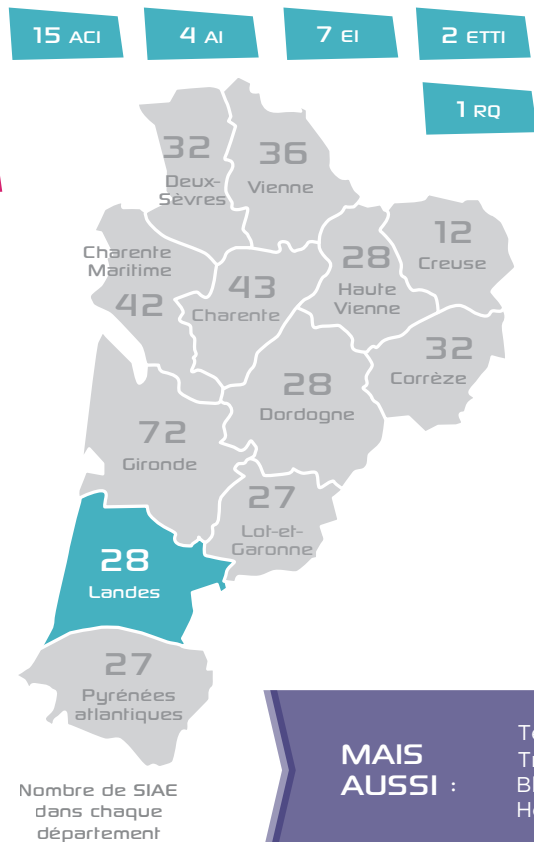 15 ACI
4 AI
7 EI
2 ETTI
1 RQ
32
Deux-
Sèvres
36
Vienne
12
Creuse
Charente
Maritime
42
43
Charente
28
Haute
Vienne
32
Corrèze
28
Dordogne
72
Gironde
27
Lot-et-
Garonne
28
Landes
27
Pyrénées
atlantiques
Nombre de SIAE
dans chaque
département
MAIS
AUSSI :